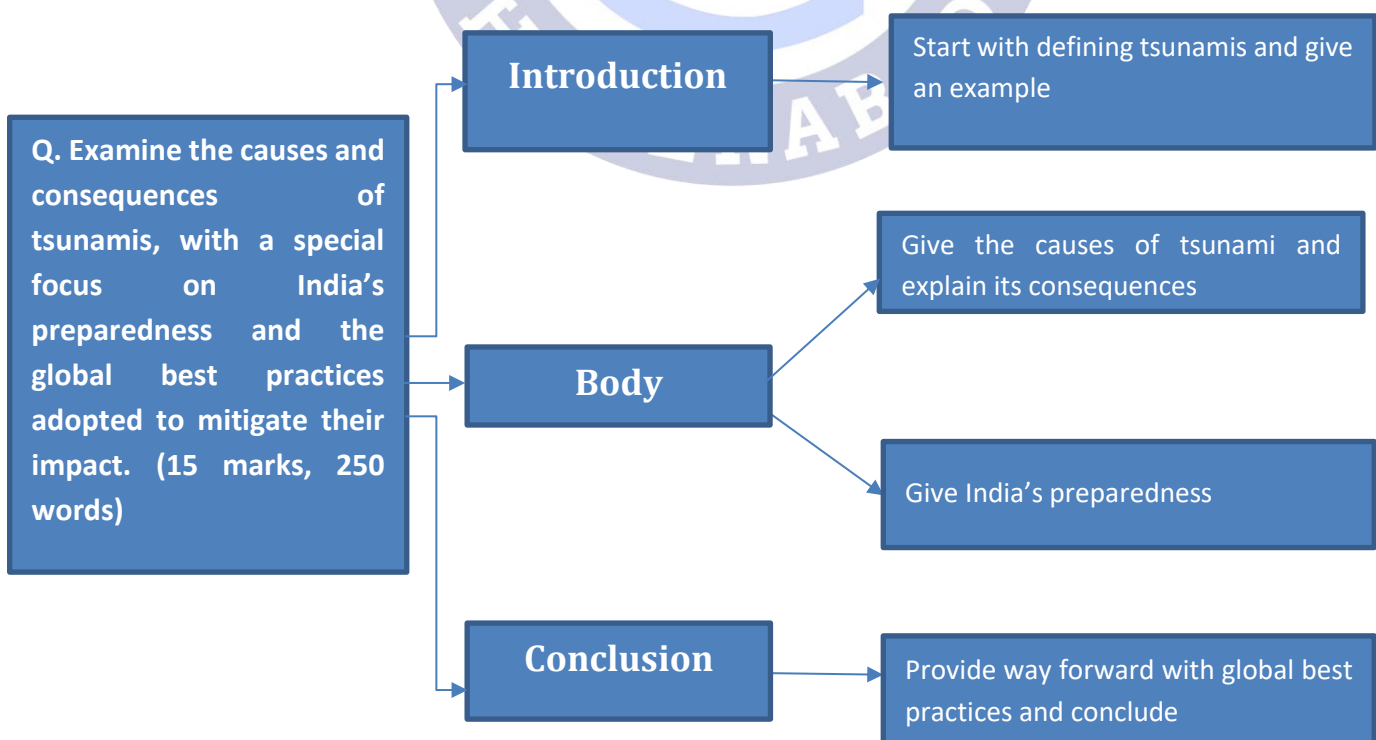 Q. Examine the causes and
consequences of
tsunamis, with a special
focus on India’s
preparedness and the
global best practices
adopted to mitigate their
impact. (15 marks, 250
words)
Introduction
Start with defining tsunamis and give
an example
Body
Give the causes of tsunami and
explain its consequences
Give India’s preparedness
Conclusion
Provide way forward with global best
practices and conclude